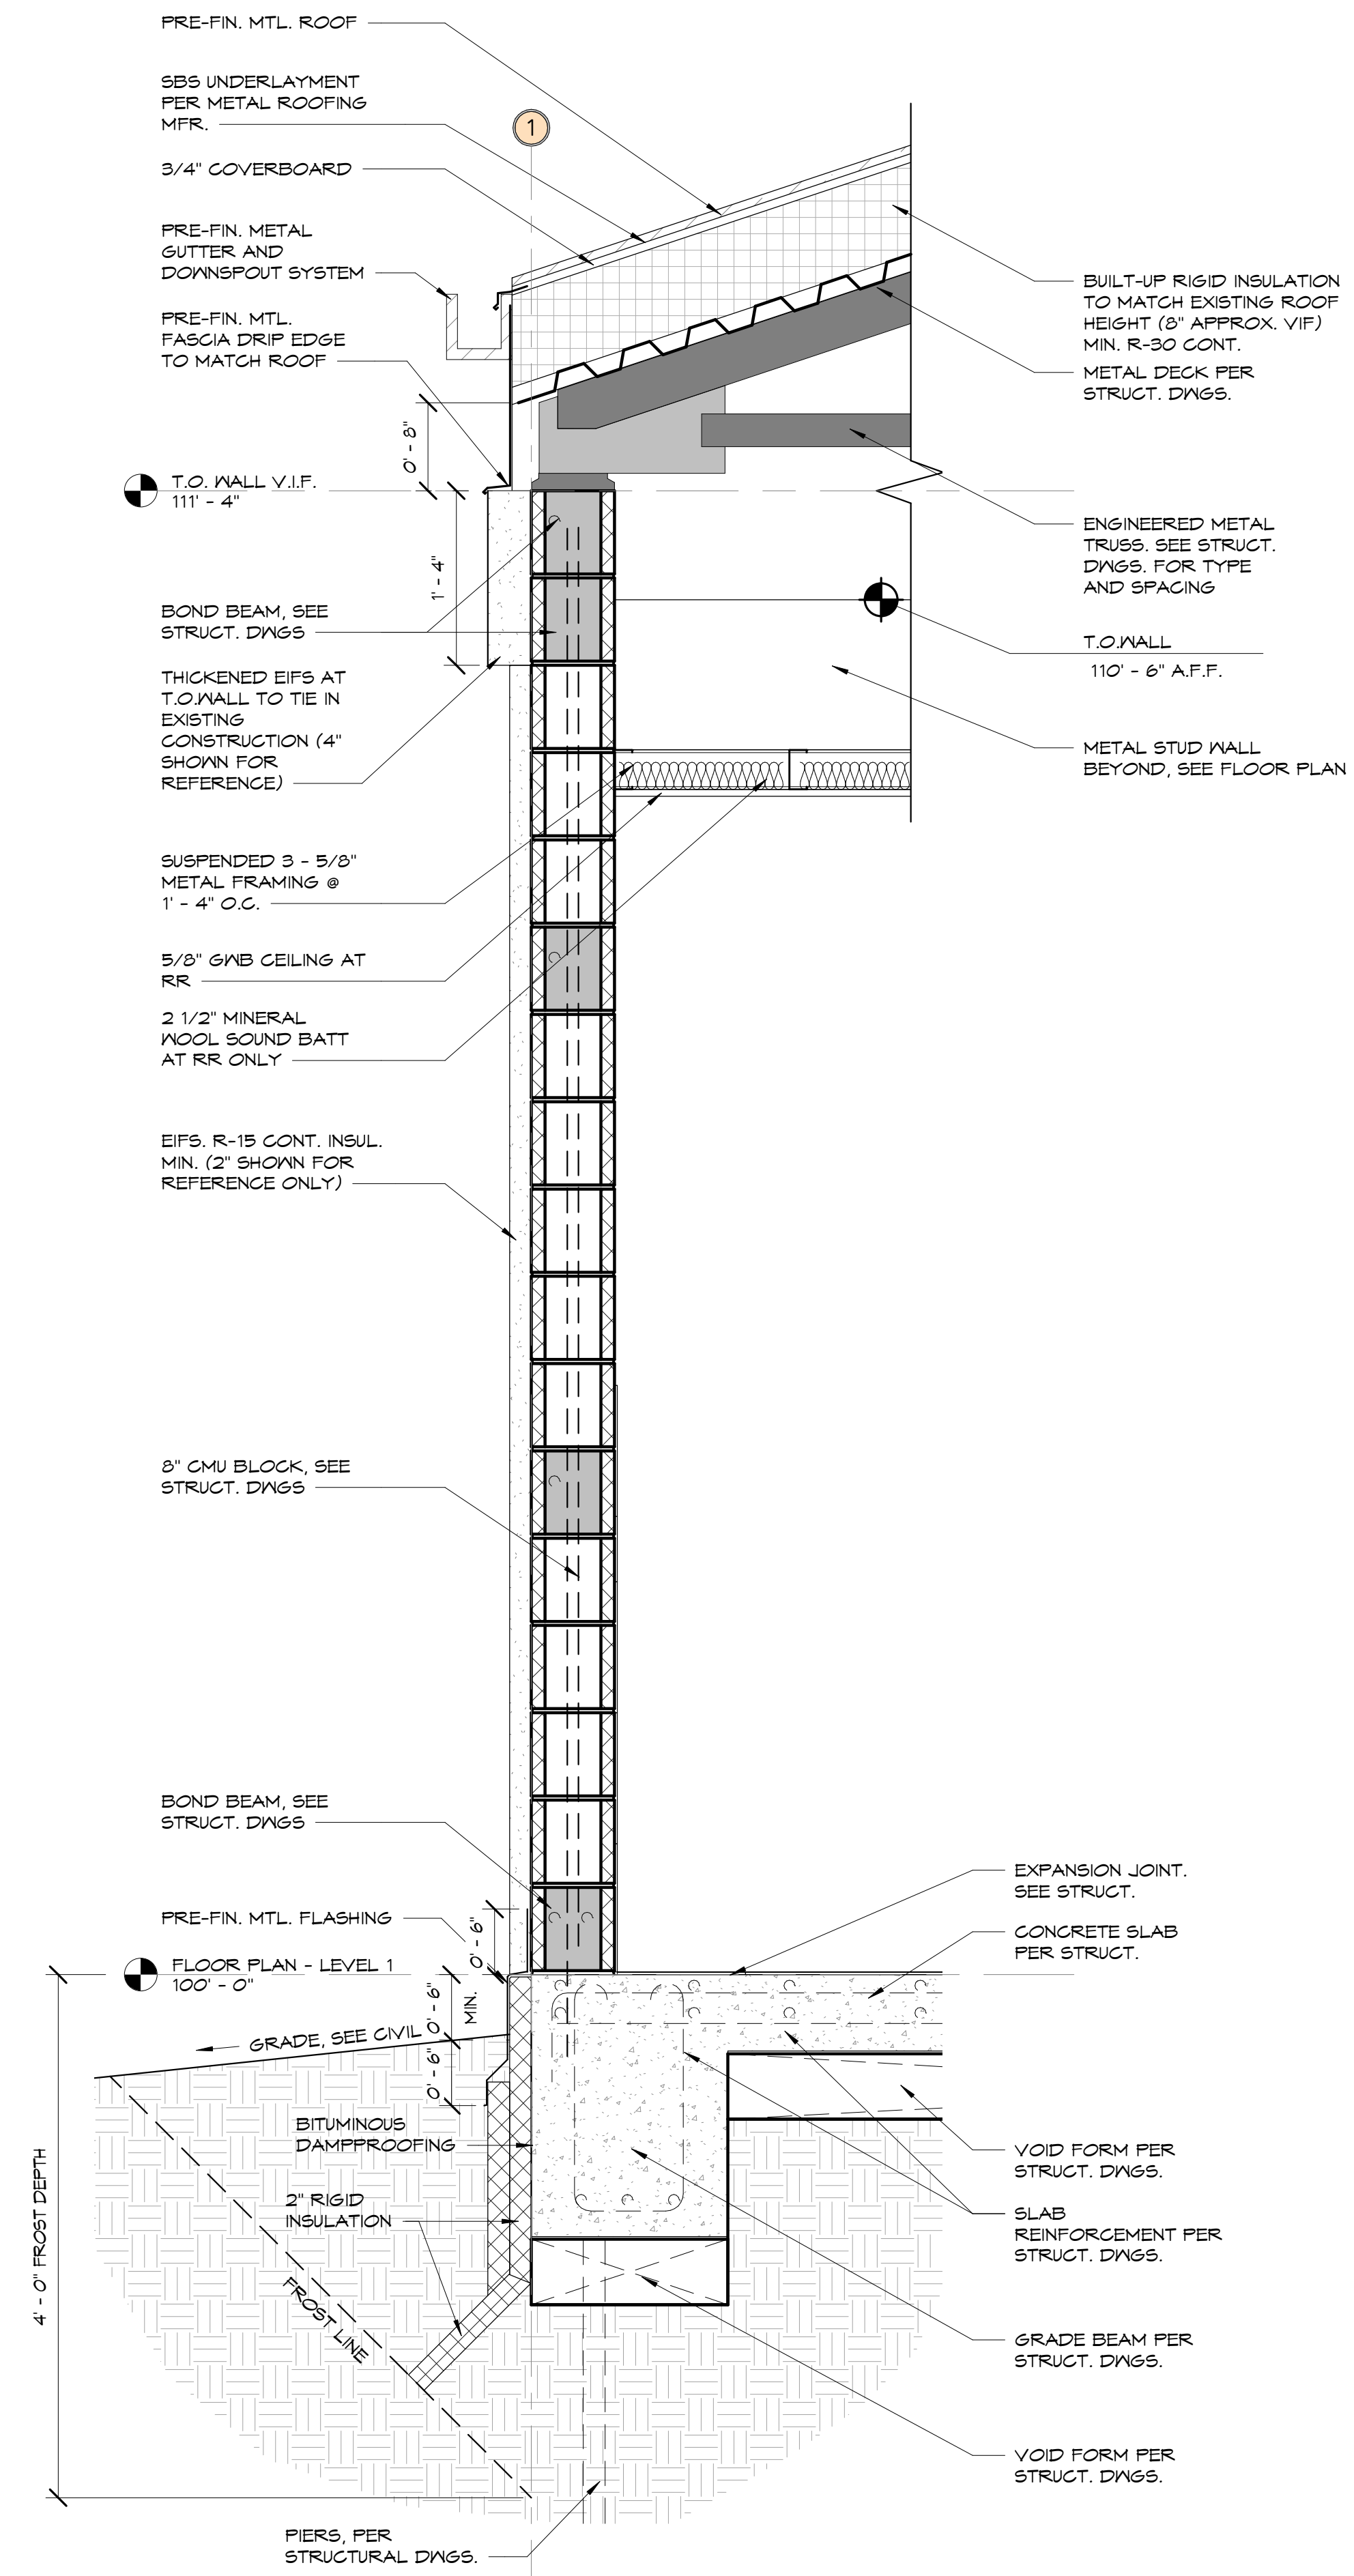 PRE-FIN. MTL. ROOF
SBS UNDERLAYMENT
PER METAL ROOFING
MFR.
1
3/4" COVERBOARD
PRE-FIN. METAL
GUTTER AND
DOWNSPOUT SYSTEM
PRE-FIN. MTL.
FASCIA DRIP EDGE
TO MATCH ROOF
BUILT-UP RIGID INSULATION
TO MATCH EXISTING ROOF
HEIGHT (8" APPROX. VIF)
MIN. R-30 CONT.
METAL DECK PER
STRUCT. DWGS.
0' - 8"
T.O. WALL V.I.F.
111' - 4"
ENGINEERED METAL
TRUSS. SEE STRUCT.
DWGS. FOR TYPE
AND SPACING
1' - 4"
BOND BEAM, SEE
STRUCT. DWGS
T.O.WALL
110' - 6" A.F.F.
THICKENED EIFS AT
T.O.WALL TO TIE IN
EXISTING
CONSTRUCTION (4"
SHOWN FOR
REFERENCE)
METAL STUD WALL
BEYOND, SEE FLOOR PLAN
SUSPENDED 3 - 5/8"
METAL FRAMING @
1' - 4" O.C.
5/8" GWB CEILING AT
RR
2 1/2" MINERAL
WOOL SOUND BATT
AT RR ONLY
EIFS. R-15 CONT. INSUL.
MIN. (2" SHOWN FOR
REFERENCE ONLY)
8" CMU BLOCK, SEE
STRUCT. DWGS
BOND BEAM, SEE
STRUCT. DWGS
EXPANSION JOINT.
SEE STRUCT.
PRE-FIN. MTL. FLASHING
0' - 6"
CONCRETE SLAB
PER STRUCT.
FLOOR PLAN - LEVEL 1
100' - 0"
0' - 6"
MIN.
GRADE, SEE CIVIL
0' - 6"
BITUMINOUS
DAMPPROOFING
VOID FORM PER
STRUCT. DWGS.
4' - 0" FROST DEPTH
2" RIGID
INSULATION
SLAB
REINFORCEMENT PER
STRUCT. DWGS.
FROST LINE
GRADE BEAM PER
STRUCT. DWGS.
VOID FORM PER
STRUCT. DWGS.
PIERS, PER
STRUCTURAL DWGS.